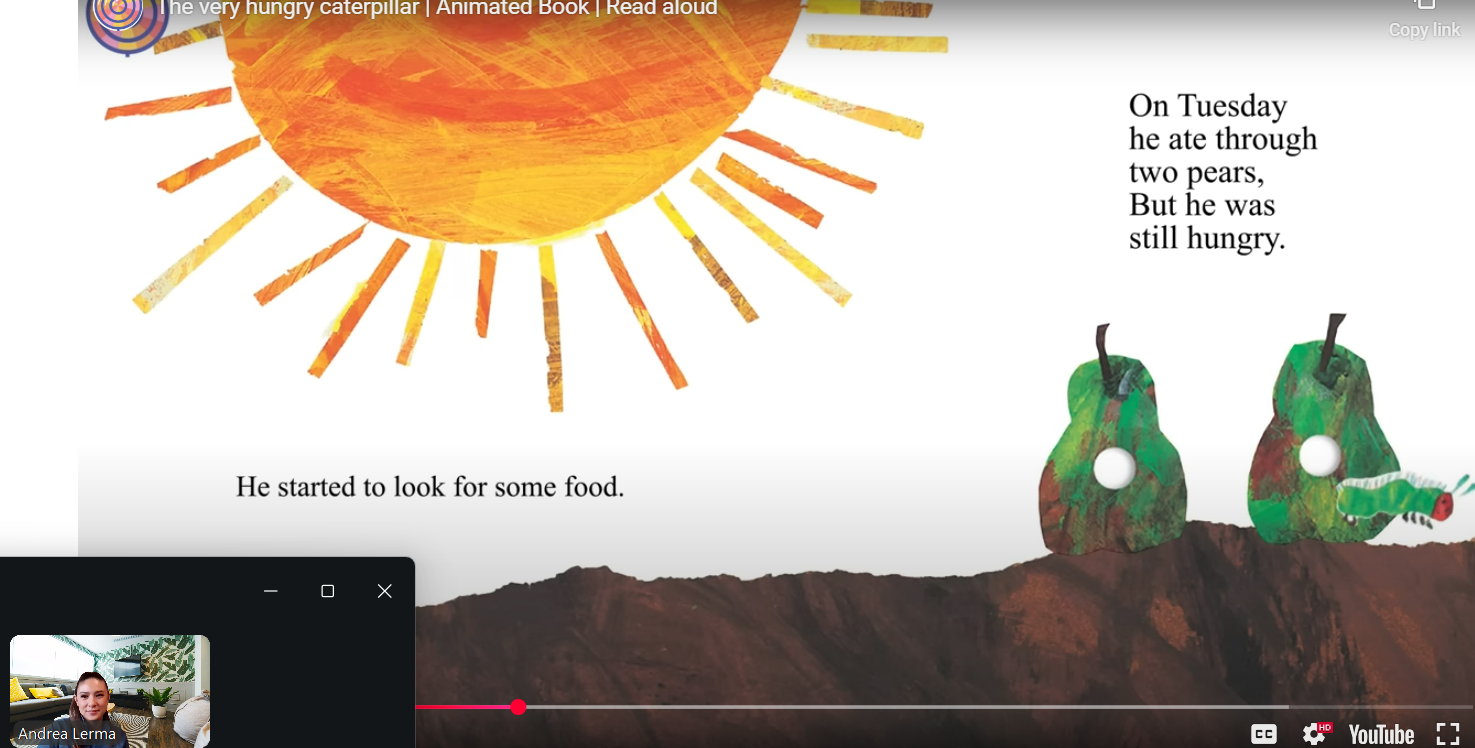 The very hungry caterpillar | Animated Book | Read aloud
Copy link
On Tuesday
he ate through
two pears,
But he was
still hungry.
He started to look for some food.
Andrea Lerma
CC
HD
YouTube